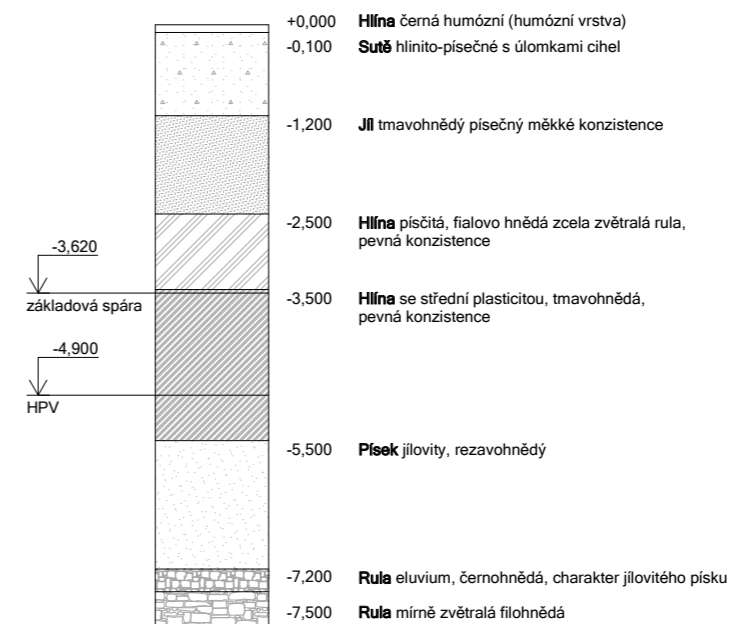 +0,000 Hlína černá humózní (humózní vrstva)
-0,100 Sutě hlinito-písečné s úlomkami cihel
-1,200 Jíl tmavohnědý písečný měkké konzistence
-2,500 Hlína písčitá, fialovo hnědá zcela zvětralá rula,
pevná konzistence
-3,620
základová spára
-3,500 Hlína se střední plasticitou, tmavohnědá,
pevná konzistence
-4,900
HPV
-5,500 Písek jílovity, rezavohnědý
-7,200 Rula eluvium, černohnědá, charakter jílovitého písku
-7,500 Rula mírně zvětralá filohnědá